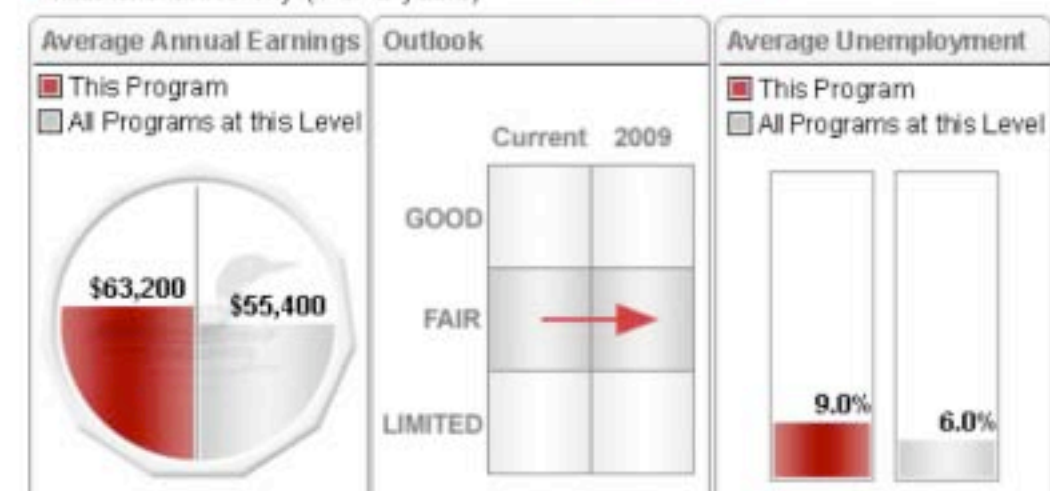 Average Annual Earnings
This Program
All Programs at this Level
$63,200
$55,400
Outlook
Current 2009
GOOD
FAIR
LIMITED
Average Unemployment
This Program
All Programs at this Level
9.0%
6.0%